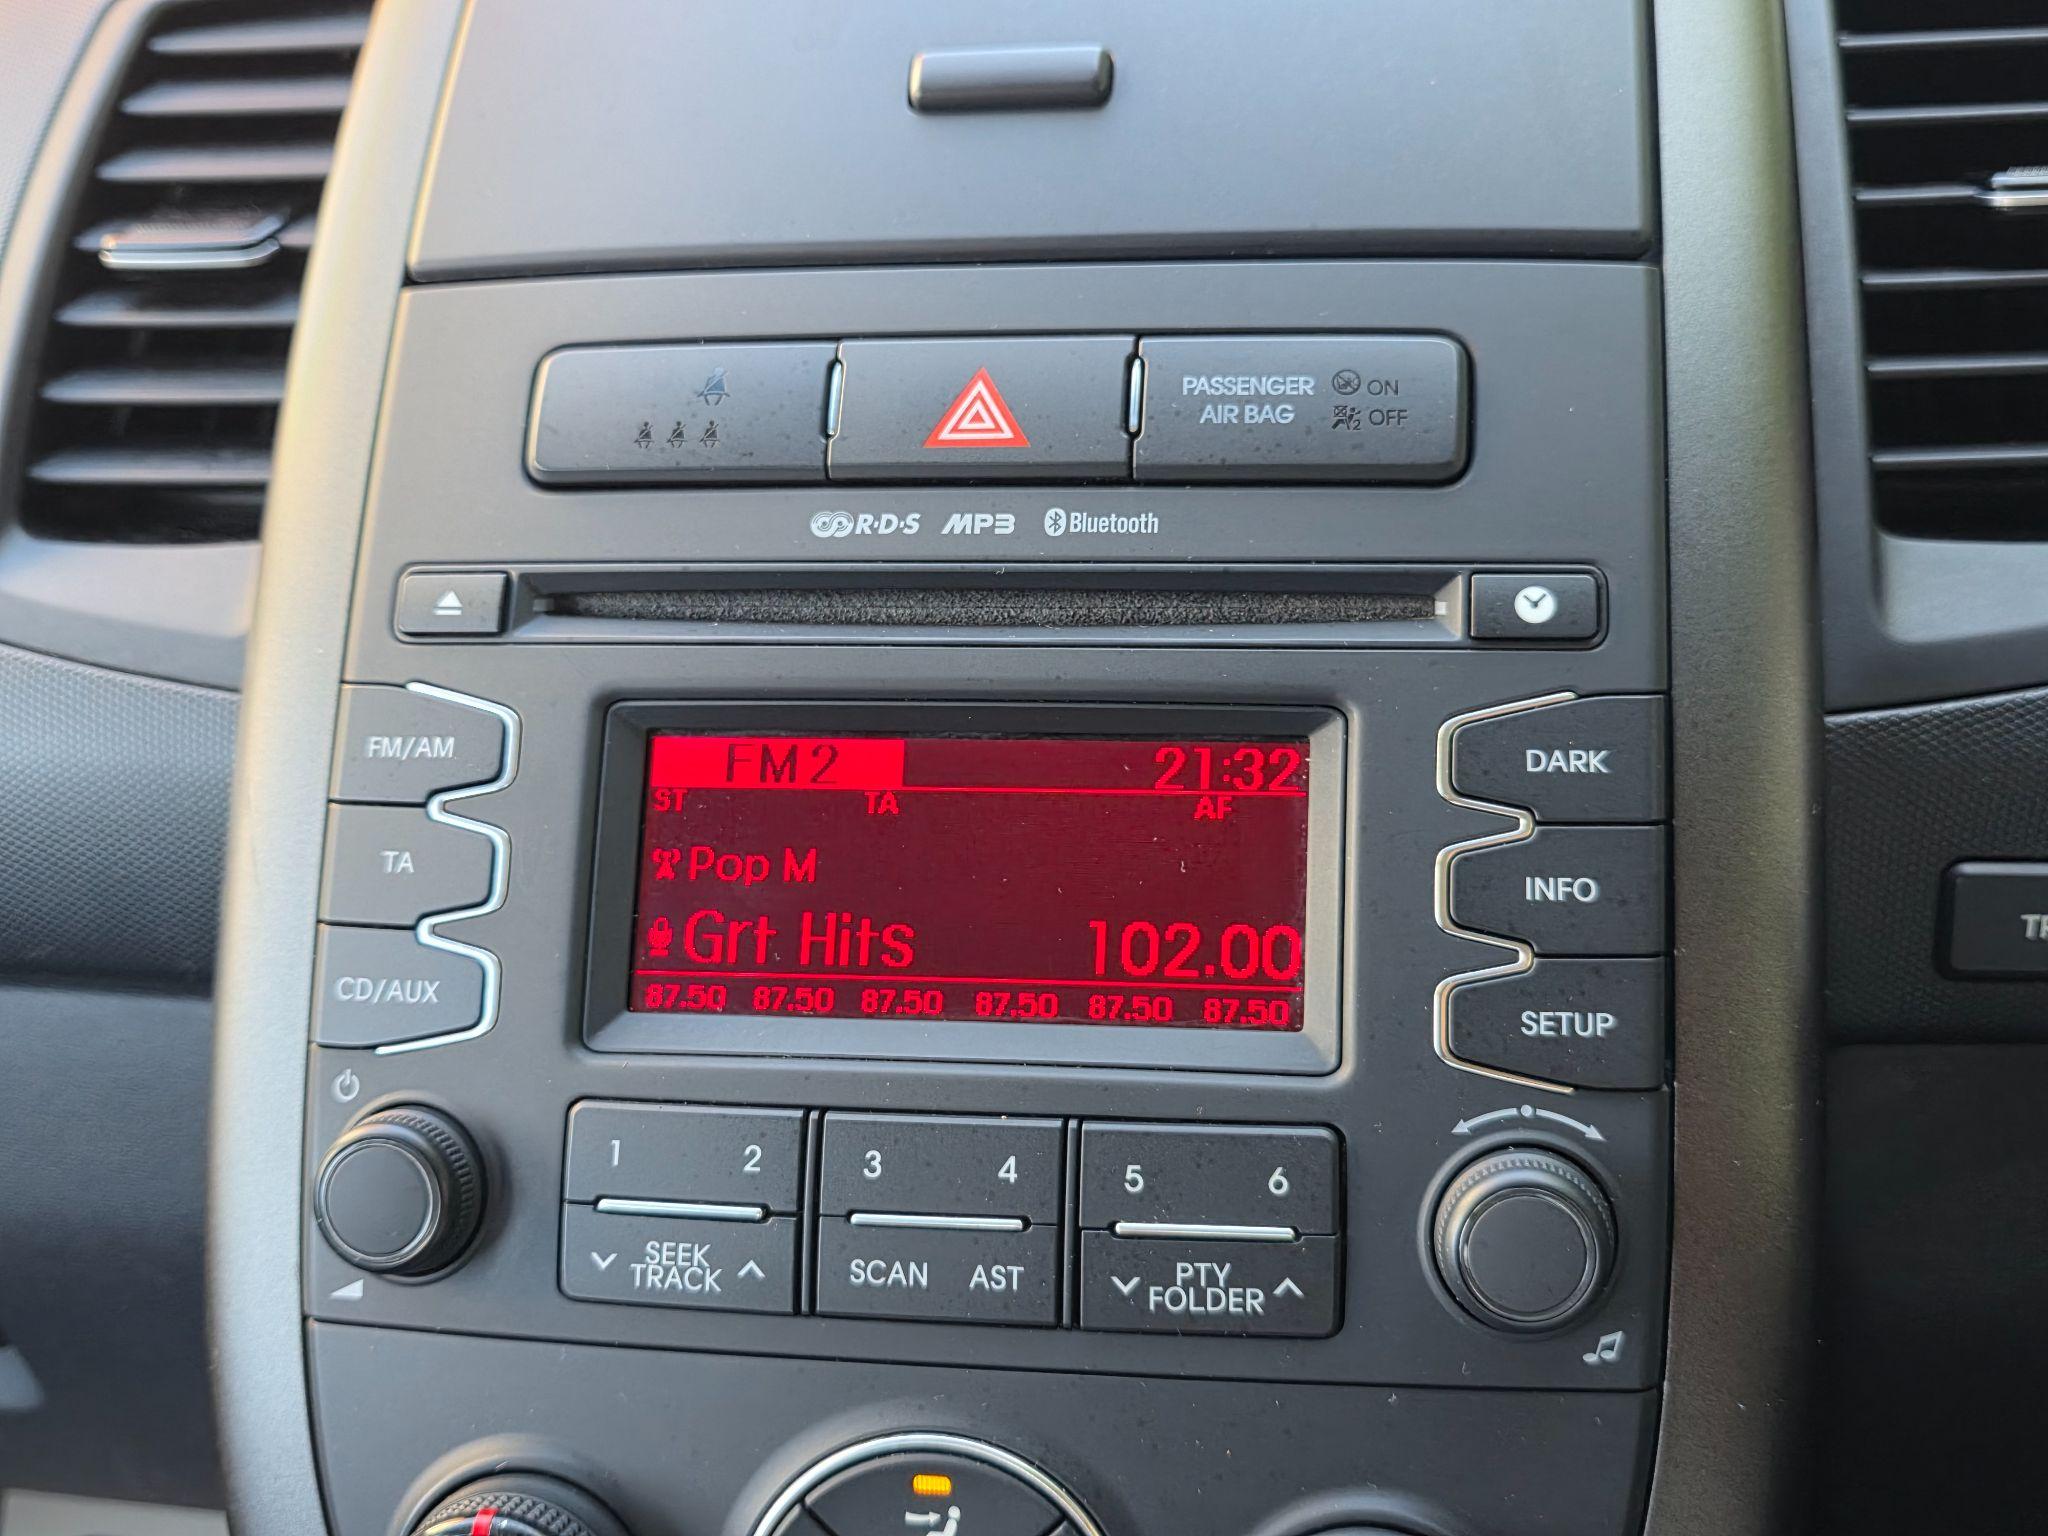 PASSENGER ON
AIR BAG 2 OFF
R·D·S MP3 Bluetooth
FM/AM
TA
CD/AUX
FM2 21:32
ST TA AF
Pop M
Grt Hits 102.00
87.50 87.50 87.50 87.50 87.50 87.50
DARK
INFO
SETUP
1 2 3 4 5 6
SEEK
TRACK
SCAN AST
PTY
FOLDER